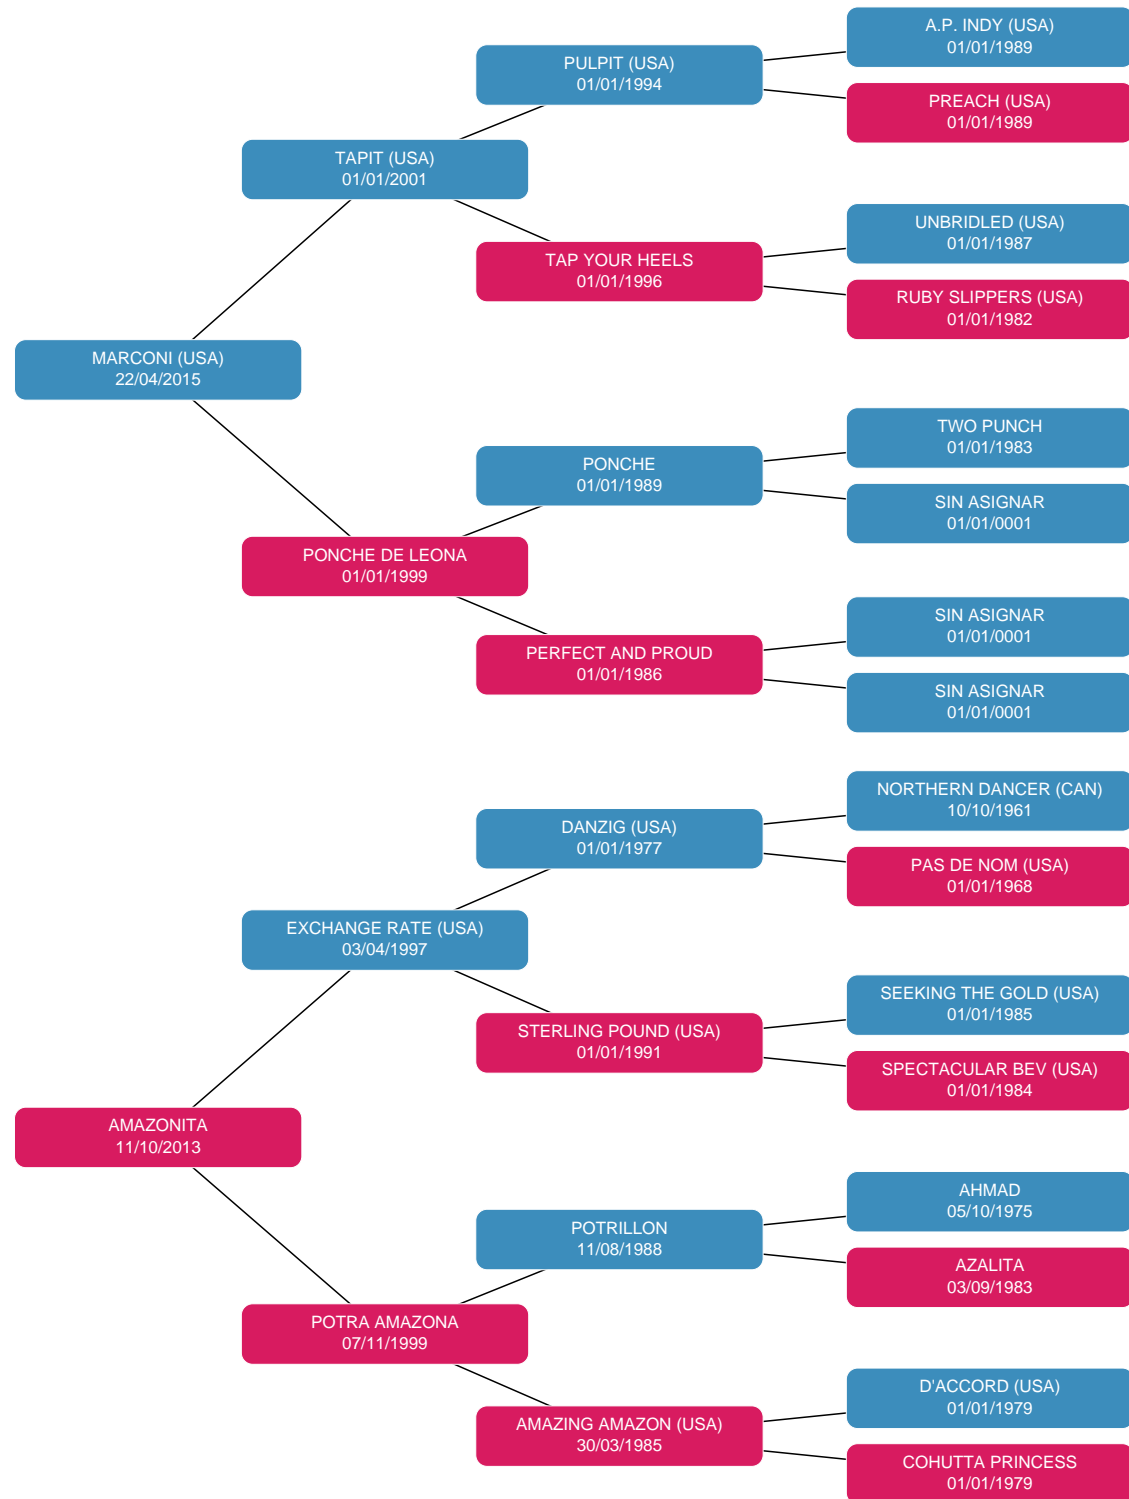 A.P. INDY (USA)
01/01/1989
PULPIT (USA)
01/01/1994
PREACH (USA)
01/01/1989
TAPIT (USA)
01/01/2001
UNBRIDLED (USA)
01/01/1987
TAP YOUR HEELS
01/01/1996
RUBY SLIPPERS (USA)
01/01/1982
MARCONI (USA)
22/04/2015
TWO PUNCH
01/01/1983
PONCHE
01/01/1989
SIN ASIGNAR
01/01/0001
PONCHE DE LEONA
01/01/1999
SIN ASIGNAR
01/01/0001
PERFECT AND PROUD
01/01/1986
SIN ASIGNAR
01/01/0001
NORTHERN DANCER (CAN)
10/10/1961
DANZIG (USA)
01/01/1977
PAS DE NOM (USA)
01/01/1968
EXCHANGE RATE (USA)
03/04/1997
SEEKING THE GOLD (USA)
01/01/1985
STERLING POUND (USA)
01/01/1991
SPECTACULAR BEV (USA)
01/01/1984
AMAZONITA
11/10/2013
AHMAD
05/10/1975
POTRILLON
11/08/1988
AZALITA
03/09/1983
POTRA AMAZONA
07/11/1999
D'ACCORD (USA)
01/01/1979
AMAZING AMAZON (USA)
30/03/1985
COHUTTA PRINCESS
01/01/1979